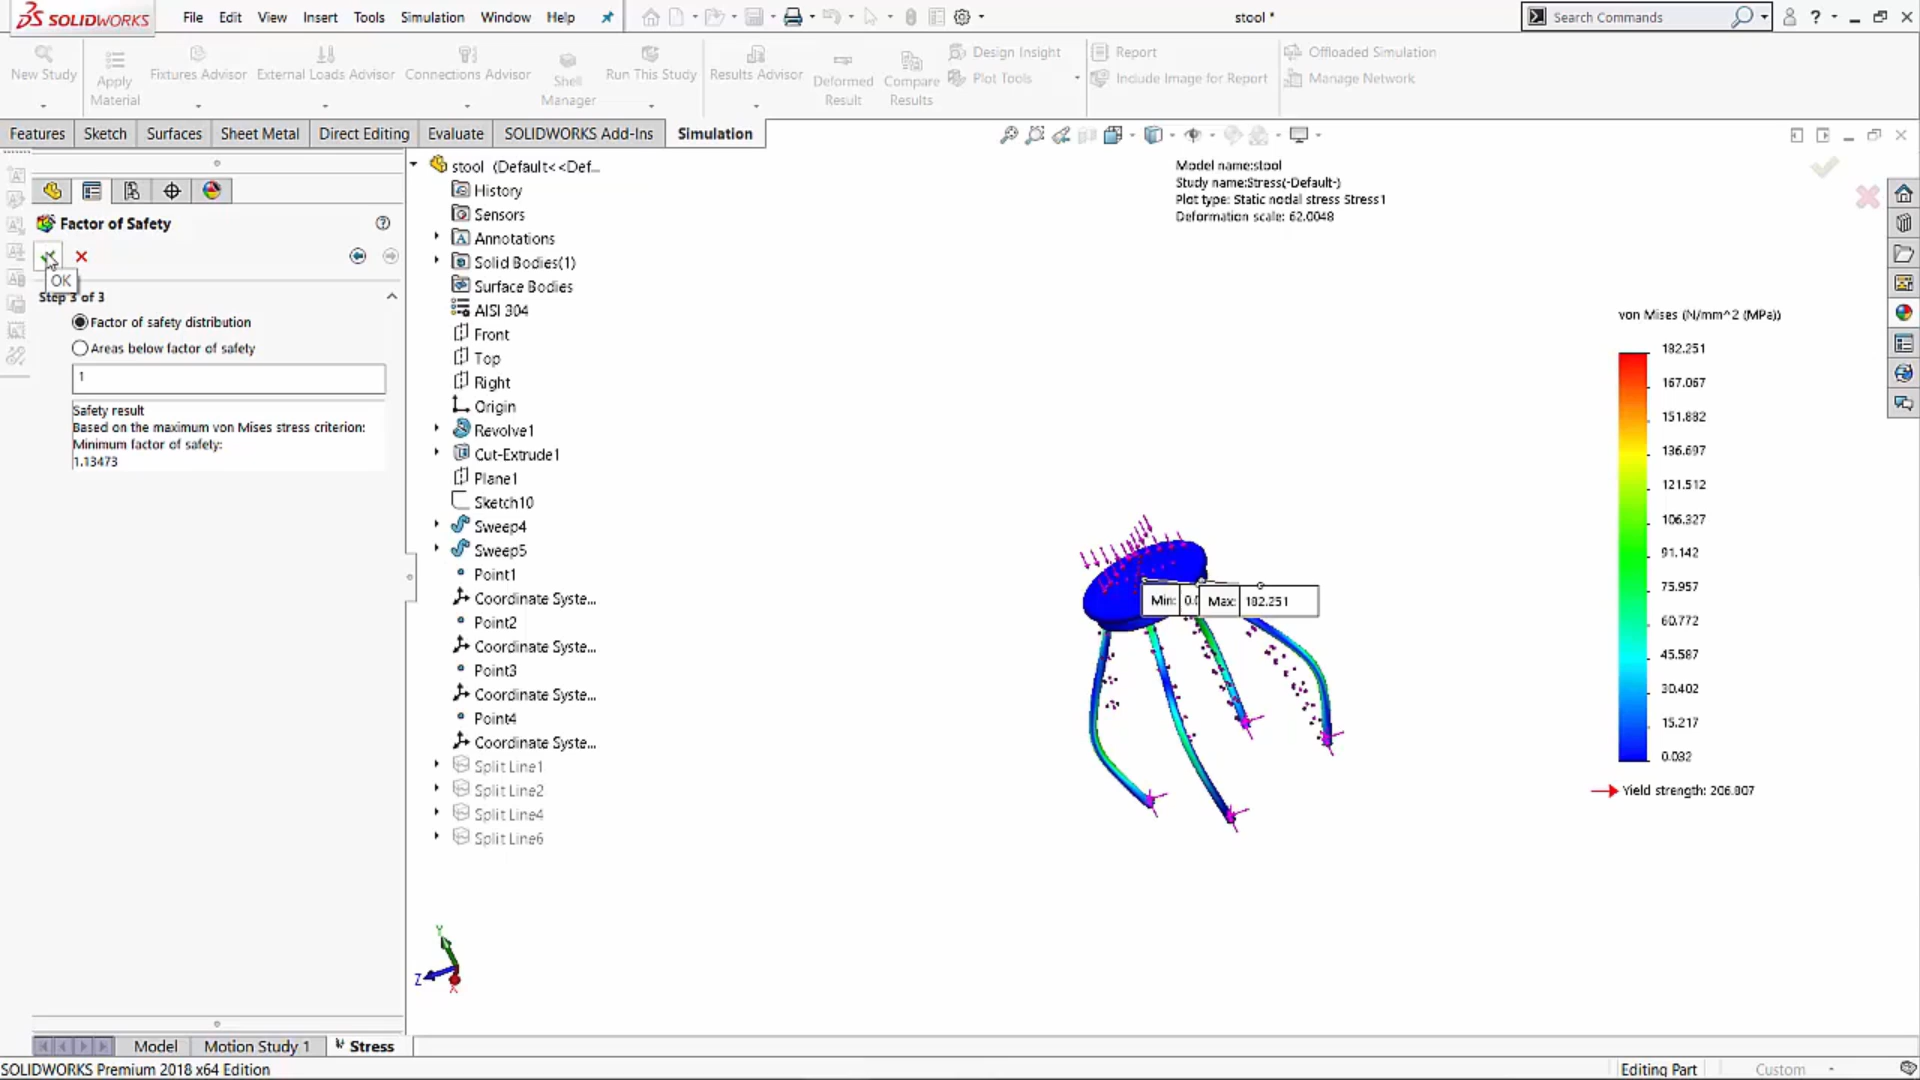 SOLIDWORKS File Edit View Insert Tools Simulation Window Help stool * Search Commands
New Study Apply Material Fixtures Advisor External Loads Advisor Connections Advisor Shell Manager Run This Study Results Advisor Deformed Result Compare Results
Design Insight Report Offloaded Simulation
Plot Tools Include Image for Report Manage Network
Features Sketch Surfaces Sheet Metal Direct Editing Evaluate SOLIDWORKS Add-Ins Simulation
Factor of Safety
OK
Step 3 of 3
Factor of safety distribution
Areas below factor of safety
1
Safety result
Based on the maximum von Mises stress criterion:
Minimum factor of safety:
1.13473
stool (Default<<Def...
History
Sensors
Annotations
Solid Bodies(1)
Surface Bodies
AISI 304
Front
Top
Right
Origin
Revolve1
Cut-Extrude1
Plane1
Sketch10
Sweep4
Sweep5
Point1
Coordinate Syste...
Point2
Coordinate Syste...
Point3
Coordinate Syste...
Point4
Coordinate Syste...
Split Line1
Split Line2
Split Line4
Split Line6
Model name:stool
Study name:Stress(-Default-)
Plot type: Static nodal stress Stress1
Deformation scale: 62.0048
Min: Max: 182.251
von Mises (N/mm^2 (MPa))
182.251
167.067
151.882
136.697
121.512
106.327
91.142
75.957
60.772
45.587
30.402
15.217
0.032
Yield strength: 206.807
Y
Z
X
Model Motion Study 1 Stress
SOLIDWORKS Premium 2018 x64 Edition Editing Part Custom